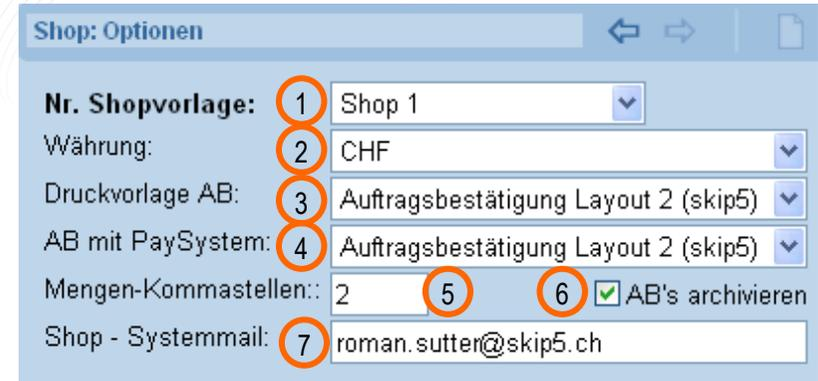 Shop: Optionen
Nr. Shopvorlage: 1 Shop 1
Währung: 2 CHF
Druckvorlage AB: 3 Auftragsbestätigung Layout 2 (skip5)
AB mit PaySystem: 4 Auftragsbestätigung Layout 2 (skip5)
Mengen-Kommastellen:: 2 5 6 AB's archivieren
Shop - Systemmail: 7 roman.sutter@skip5.ch